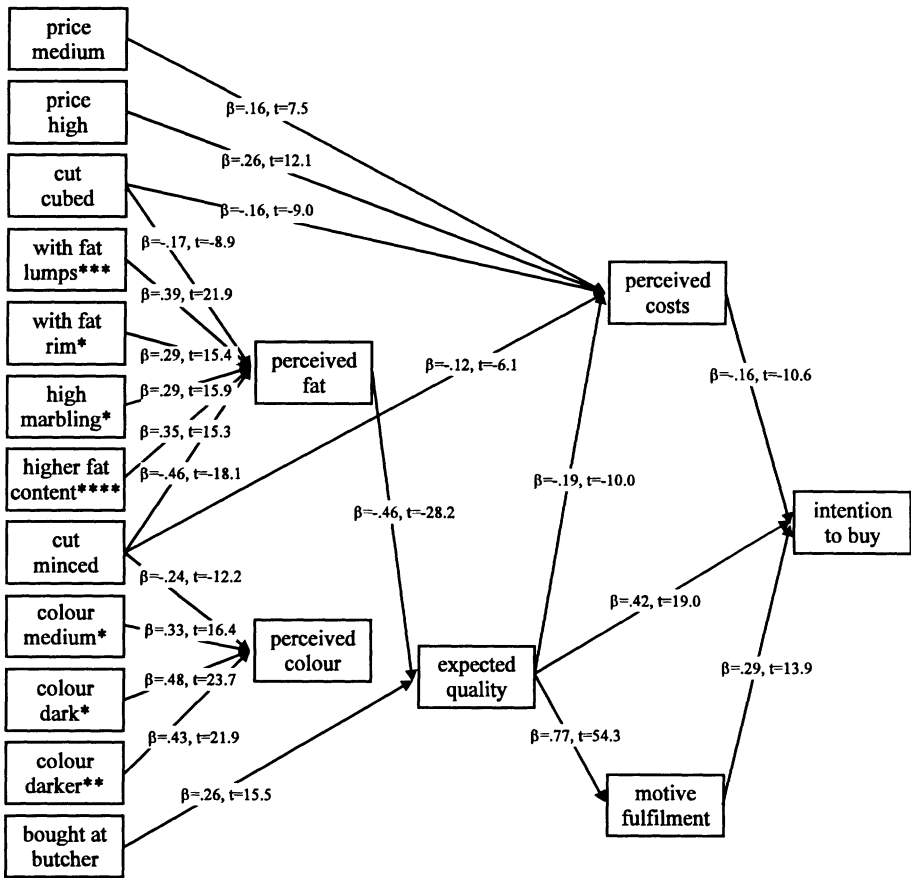 price
medium
price
high
cut
cubed
with fat
lumps***
with fat
rim*
high
marbling*
higher fat
content****
cut
minced
colour
medium*
colour
dark*
colour
darker**
bought at
butcher
β=.16, t=7.5
β=.26, t=12.1
β=-.16, t=-9.0
β=-.17, t=-8.9
β=.39, t=21.9
β=.29, t=15.4
β=.29, t=15.9
β=.35, t=15.3
β=-.46, t=-18.1
β=-.24, t=-12.2
β=.33, t=16.4
β=.48, t=23.7
β=.43, t=21.9
β=.26, t=15.5
perceived
fat
perceived
colour
β=-.12, t=-6.1
β=-.46, t=-28.2
expected
quality
perceived
costs
β=-.19, t=-10.0
β=-.16, t=-10.6
β=.42, t=19.0
β=.29, t=13.9
β=.77, t=54.3
motive
fulfilment
intention
to buy